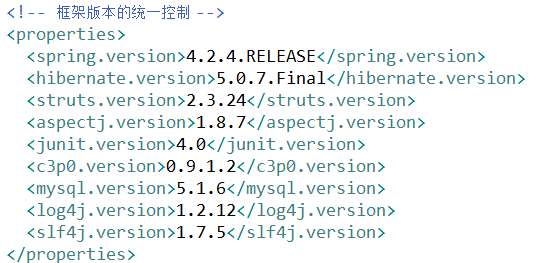 <!-- 框架版本的统一控制 -->
<properties>
<spring.version>4.2.4.RELEASE</spring.version>
<hibernate.version>5.0.7.Final</hibernate.version>
<struts.version>2.3.24</struts.version>
<aspectj.version>1.8.7</aspectj.version>
<junit.version>4.0</junit.version>
<c3p0.version>0.9.1.2</c3p0.version>
<mysql.version>5.1.6</mysql.version>
<log4j.version>1.2.12</log4j.version>
<slf4j.version>1.7.5</slf4j.version>
</properties>